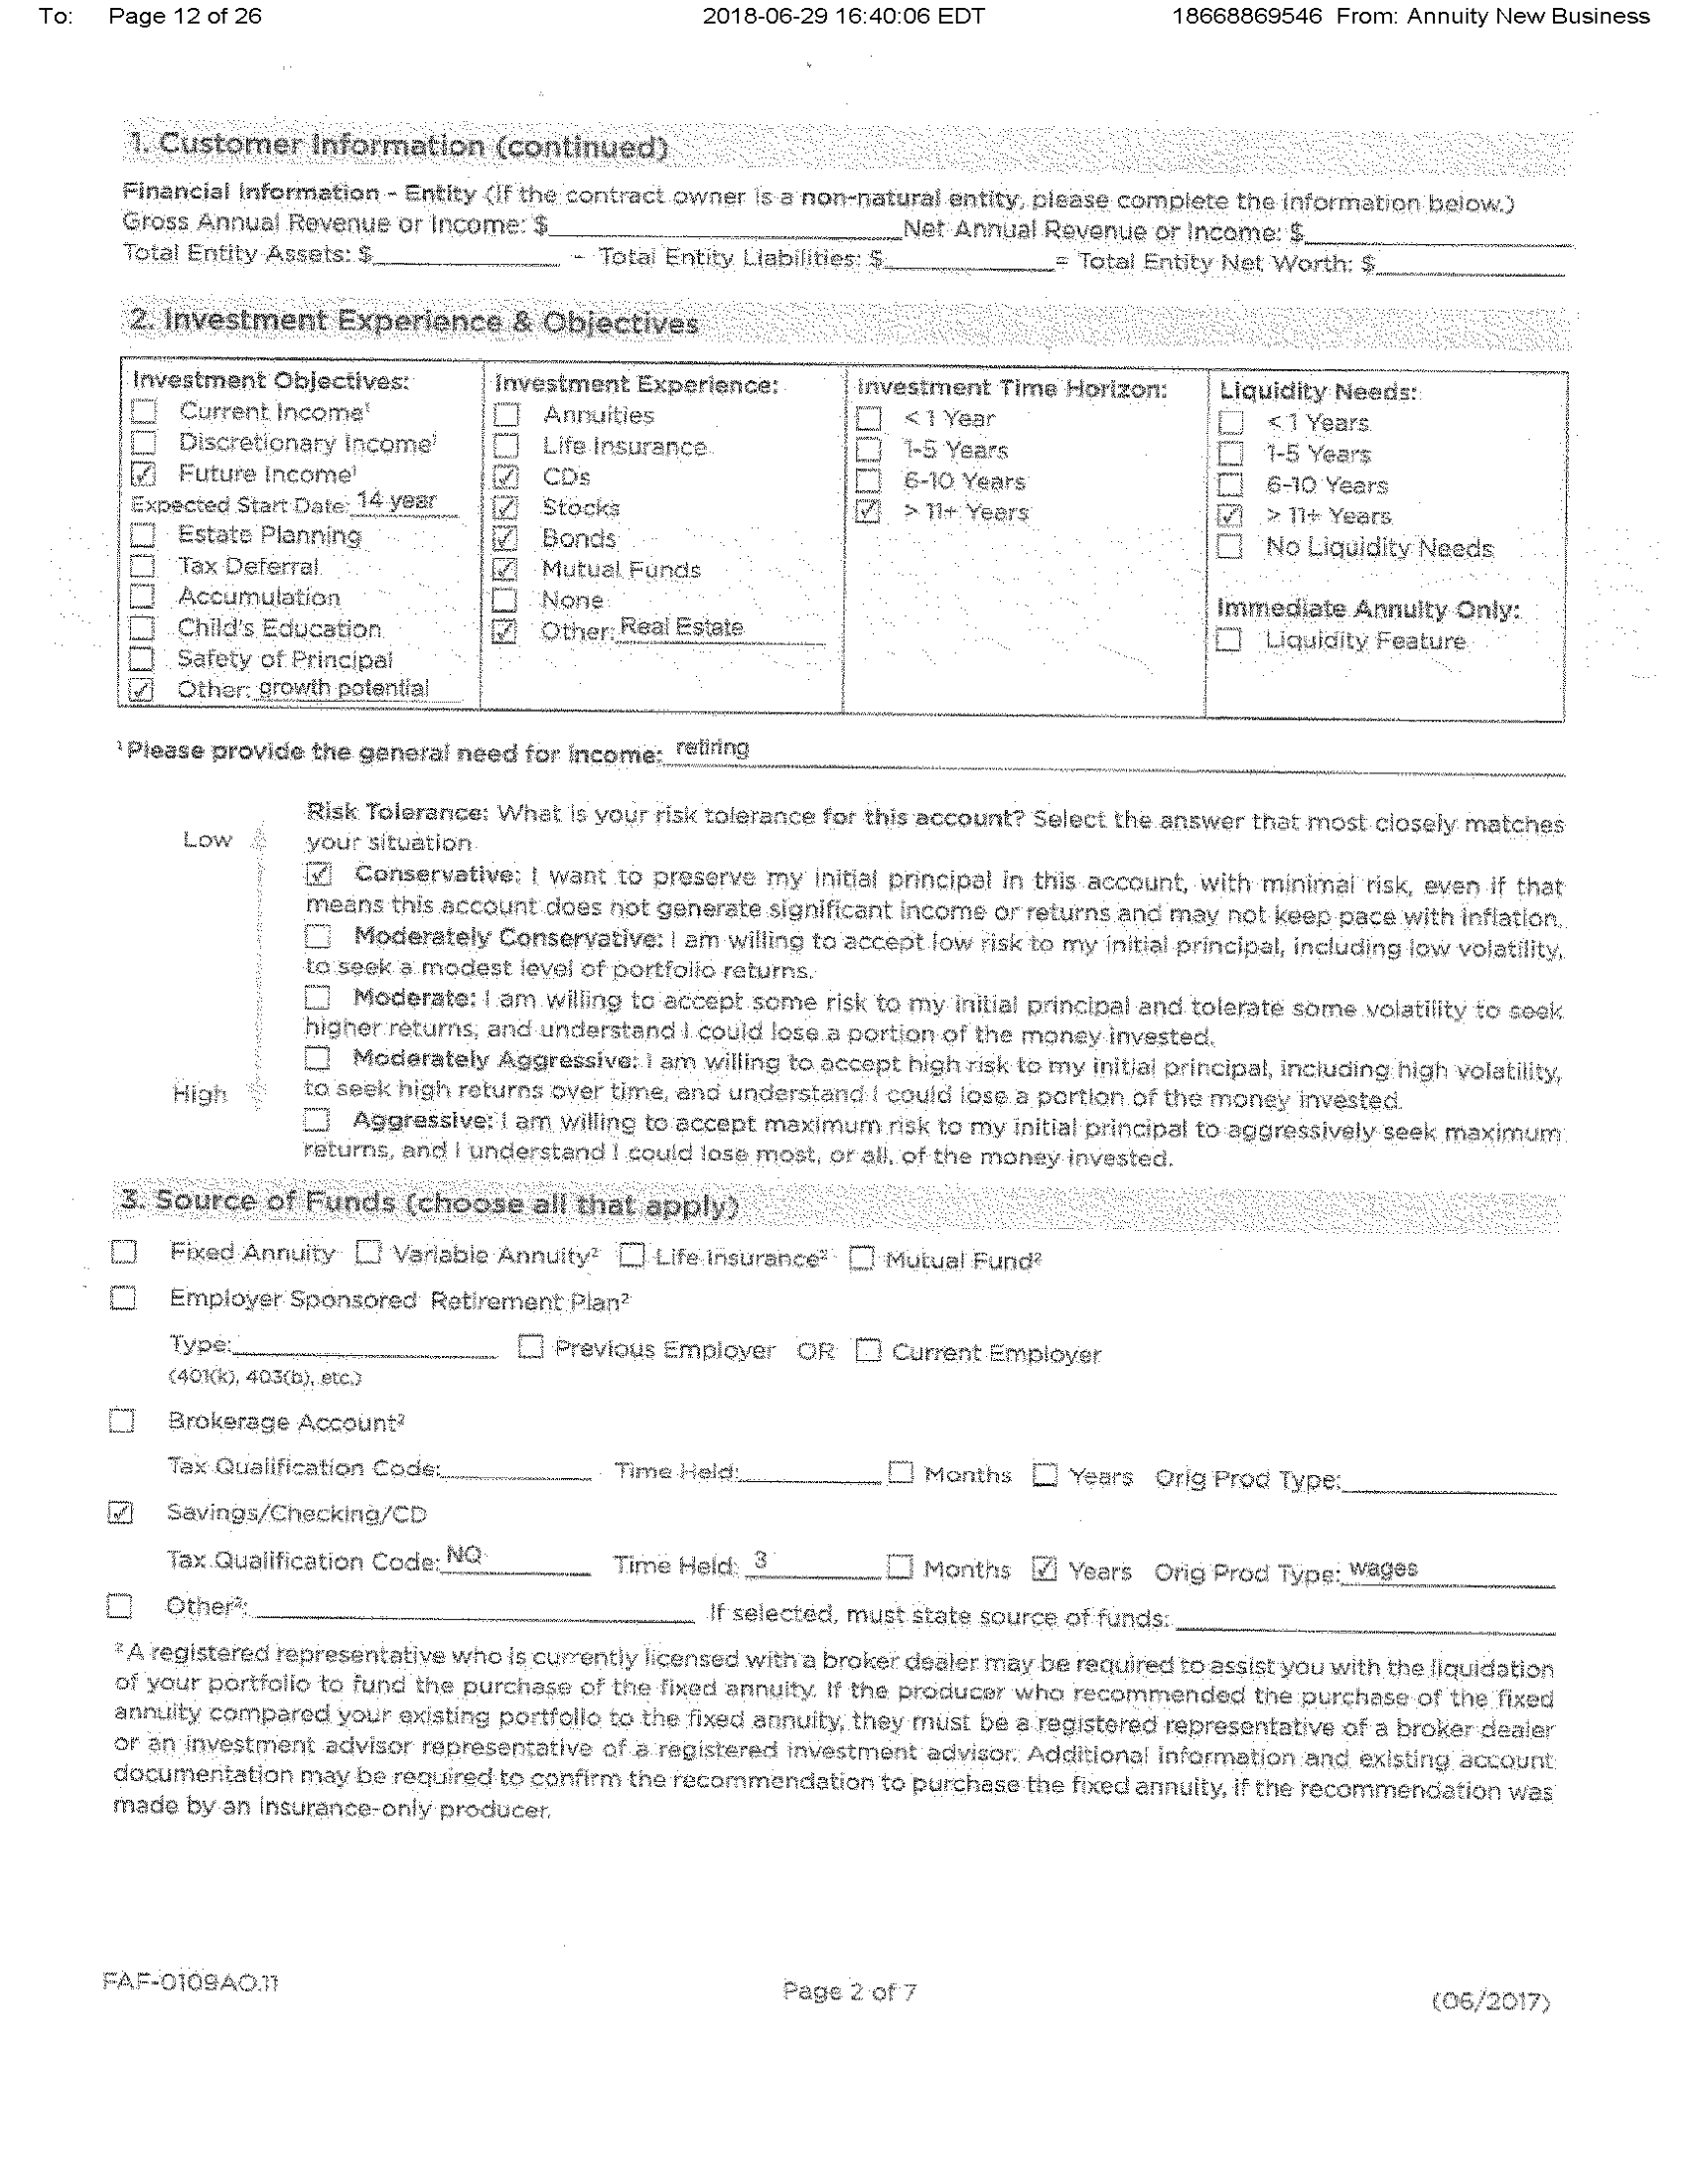 To: Page 12 of 26 2018-06-29 16:40:06 EDT 18668869546 From: Annuity New Business
1. Customer Information (continued)
Financial Information - Entity (If the contract owner is a non-natural entity, please complete the information below.)
Gross Annual Revenue or Income: $ Net Annual Revenue or Income: $
Total Entity Assets: $ - Total Entity Liabilities: $ = Total Entity Net Worth: $
2. Investment Experience & Objectives
Investment Objectives:
☐ Current Income¹
☐ Discretionary Income¹
☑ Future Income¹
Expected Start Date: 14 year
☐ Estate Planning
☐ Tax Deferral
☐ Accumulation
☐ Child's Education
☐ Safety of Principal
☑ Other: growth potential
Investment Experience:
☐ Annuities
☐ Life Insurance
☑ CDs
☑ Stocks
☑ Bonds
☑ Mutual Funds
☐ None
☑ Other: Real Estate
Investment Time Horizon:
☐ < 1 Year
☐ 1-5 Years
☐ 6-10 Years
☑ > 11+ Years
Liquidity Needs:
☐ < 1 Years
☐ 1-5 Years
☐ 6-10 Years
☑ > 11+ Years
☐ No Liquidity Needs
Immediate Annuity Only:
☐ Liquidity Feature
¹ Please provide the general need for income: retiring
Risk Tolerance: What is your risk tolerance for this account? Select the answer that most closely matches
Low your situation
☑ Conservative: I want to preserve my initial principal in this account, with minimal risk, even if that
means this account does not generate significant income or returns and may not keep pace with inflation.
☐ Moderately Conservative: I am willing to accept low risk to my initial principal, including low volatility,
to seek a modest level of portfolio returns.
☐ Moderate: I am willing to accept some risk to my initial principal and tolerate some volatility to seek
higher returns, and understand I could lose a portion of the money invested.
☐ Moderately Aggressive: I am willing to accept high risk to my initial principal, including high volatility,
High to seek high returns over time, and understand I could lose a portion of the money invested.
☐ Aggressive: I am willing to accept maximum risk to my initial principal to aggressively seek maximum
returns, and I understand I could lose most, or all, of the money invested.
3. Source of Funds (choose all that apply)
☐ Fixed Annuity ☐ Variable Annuity² ☐ Life Insurance² ☐ Mutual Fund²
☐ Employer Sponsored Retirement Plan²
Type: ☐ Previous Employer OR ☐ Current Employer
(401(k), 403(b), etc.)
☐ Brokerage Account²
Tax Qualification Code: Time Held: ☐ Months ☐ Years Orig Prod Type:
☑ Savings/Checking/CD
Tax Qualification Code: NQ Time Held: 3 ☐ Months ☑ Years Orig Prod Type: wages
☐ Other²: If selected, must state source of funds:
² A registered representative who is currently licensed with a broker dealer may be required to assist you with the liquidation
of your portfolio to fund the purchase of the fixed annuity. If the producer who recommended the purchase of the fixed
annuity compared your existing portfolio to the fixed annuity, they must be a registered representative of a broker dealer
or an investment advisor representative of a registered investment advisor. Additional information and existing account
documentation may be required to confirm the recommendation to purchase the fixed annuity, if the recommendation was
made by an insurance-only producer.
FAF-0109AO.11 Page 2 of 7 (06/2017)